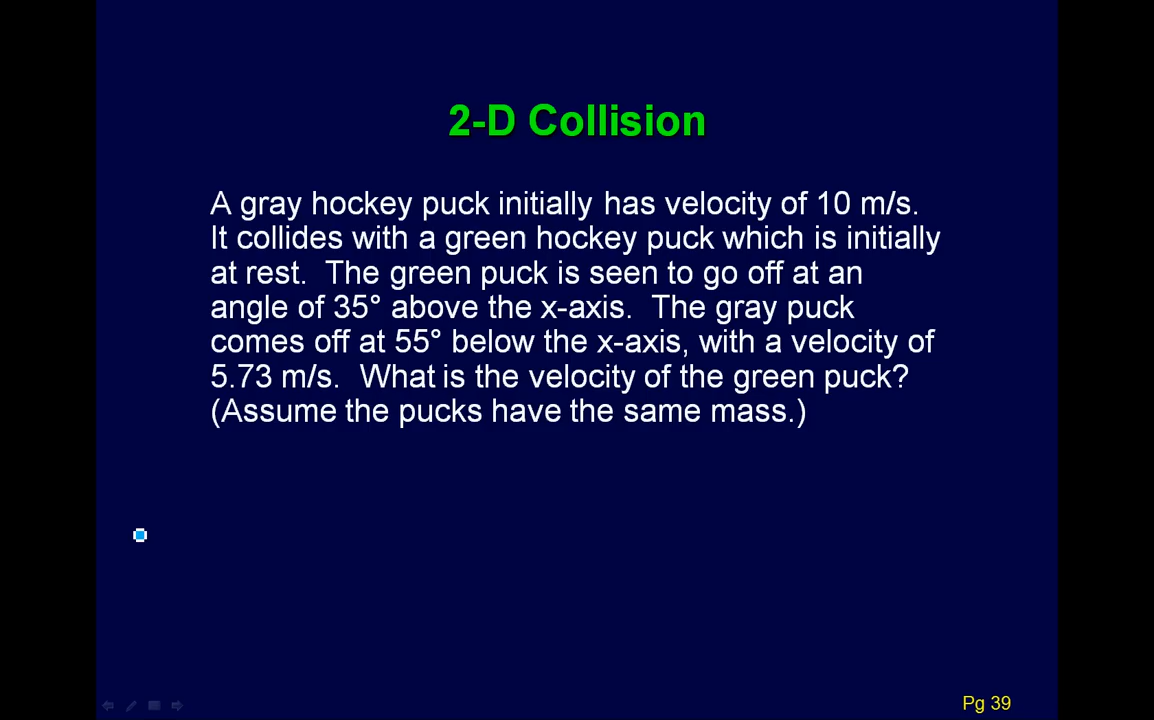 2-D Collision
A gray hockey puck initially has velocity of 10 m/s.
It collides with a green hockey puck which is initially
at rest.  The green puck is seen to go off at an
angle of 35° above the x-axis.  The gray puck
comes off at 55° below the x-axis, with a velocity of
5.73 m/s.  What is the velocity of the green puck?
(Assume the pucks have the same mass.)
Pg 39